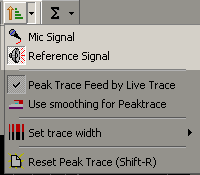 Σ
Mic Signal
Reference Signal
Peak Trace Feed by Live Trace
Use smoothing for Peaktrace
Set trace width
Reset Peak Trace (Shift-R)